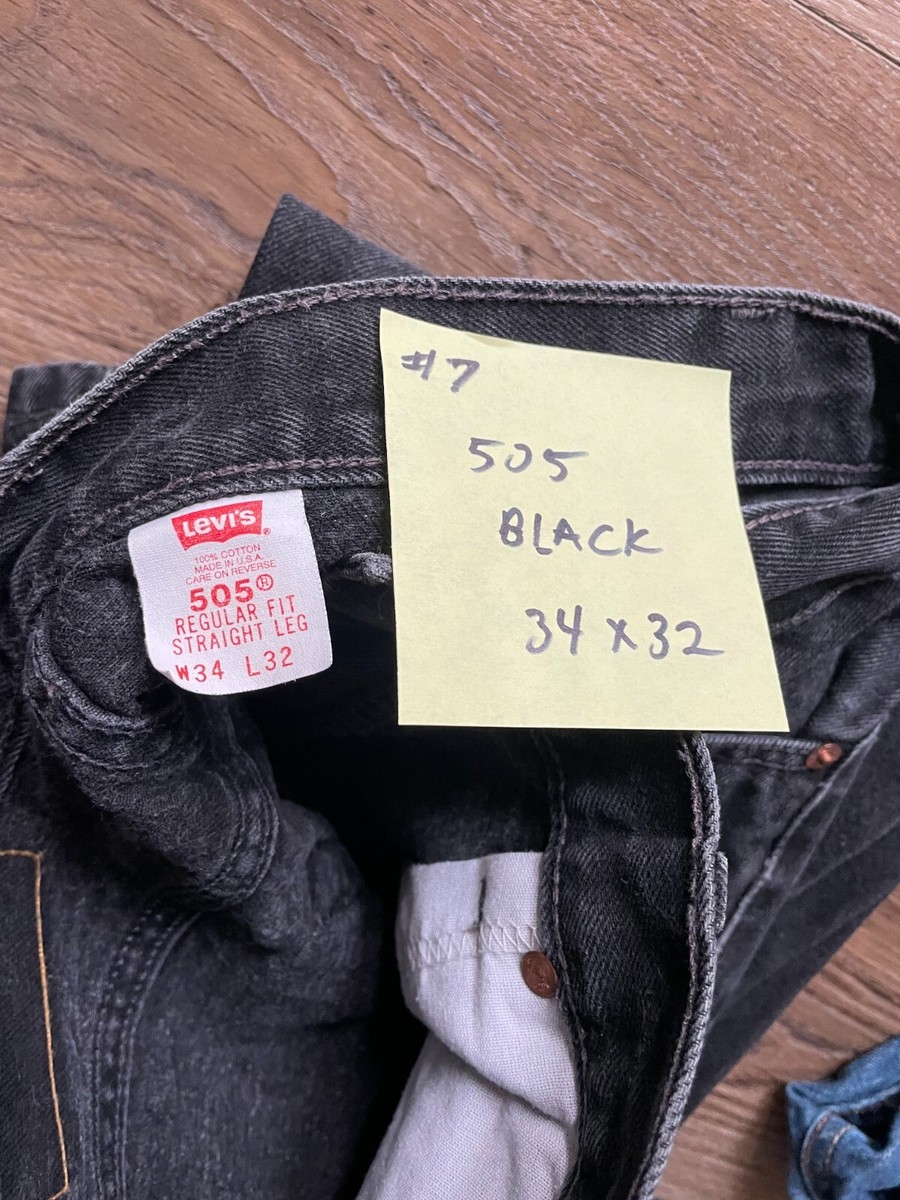 LEVI'S®
100% COTTON
MADE IN U.S.A.
CARE ON REVERSE
505®
REGULAR FIT
STRAIGHT LEG
W34 L32
#7
505
BLACK
34 x 32